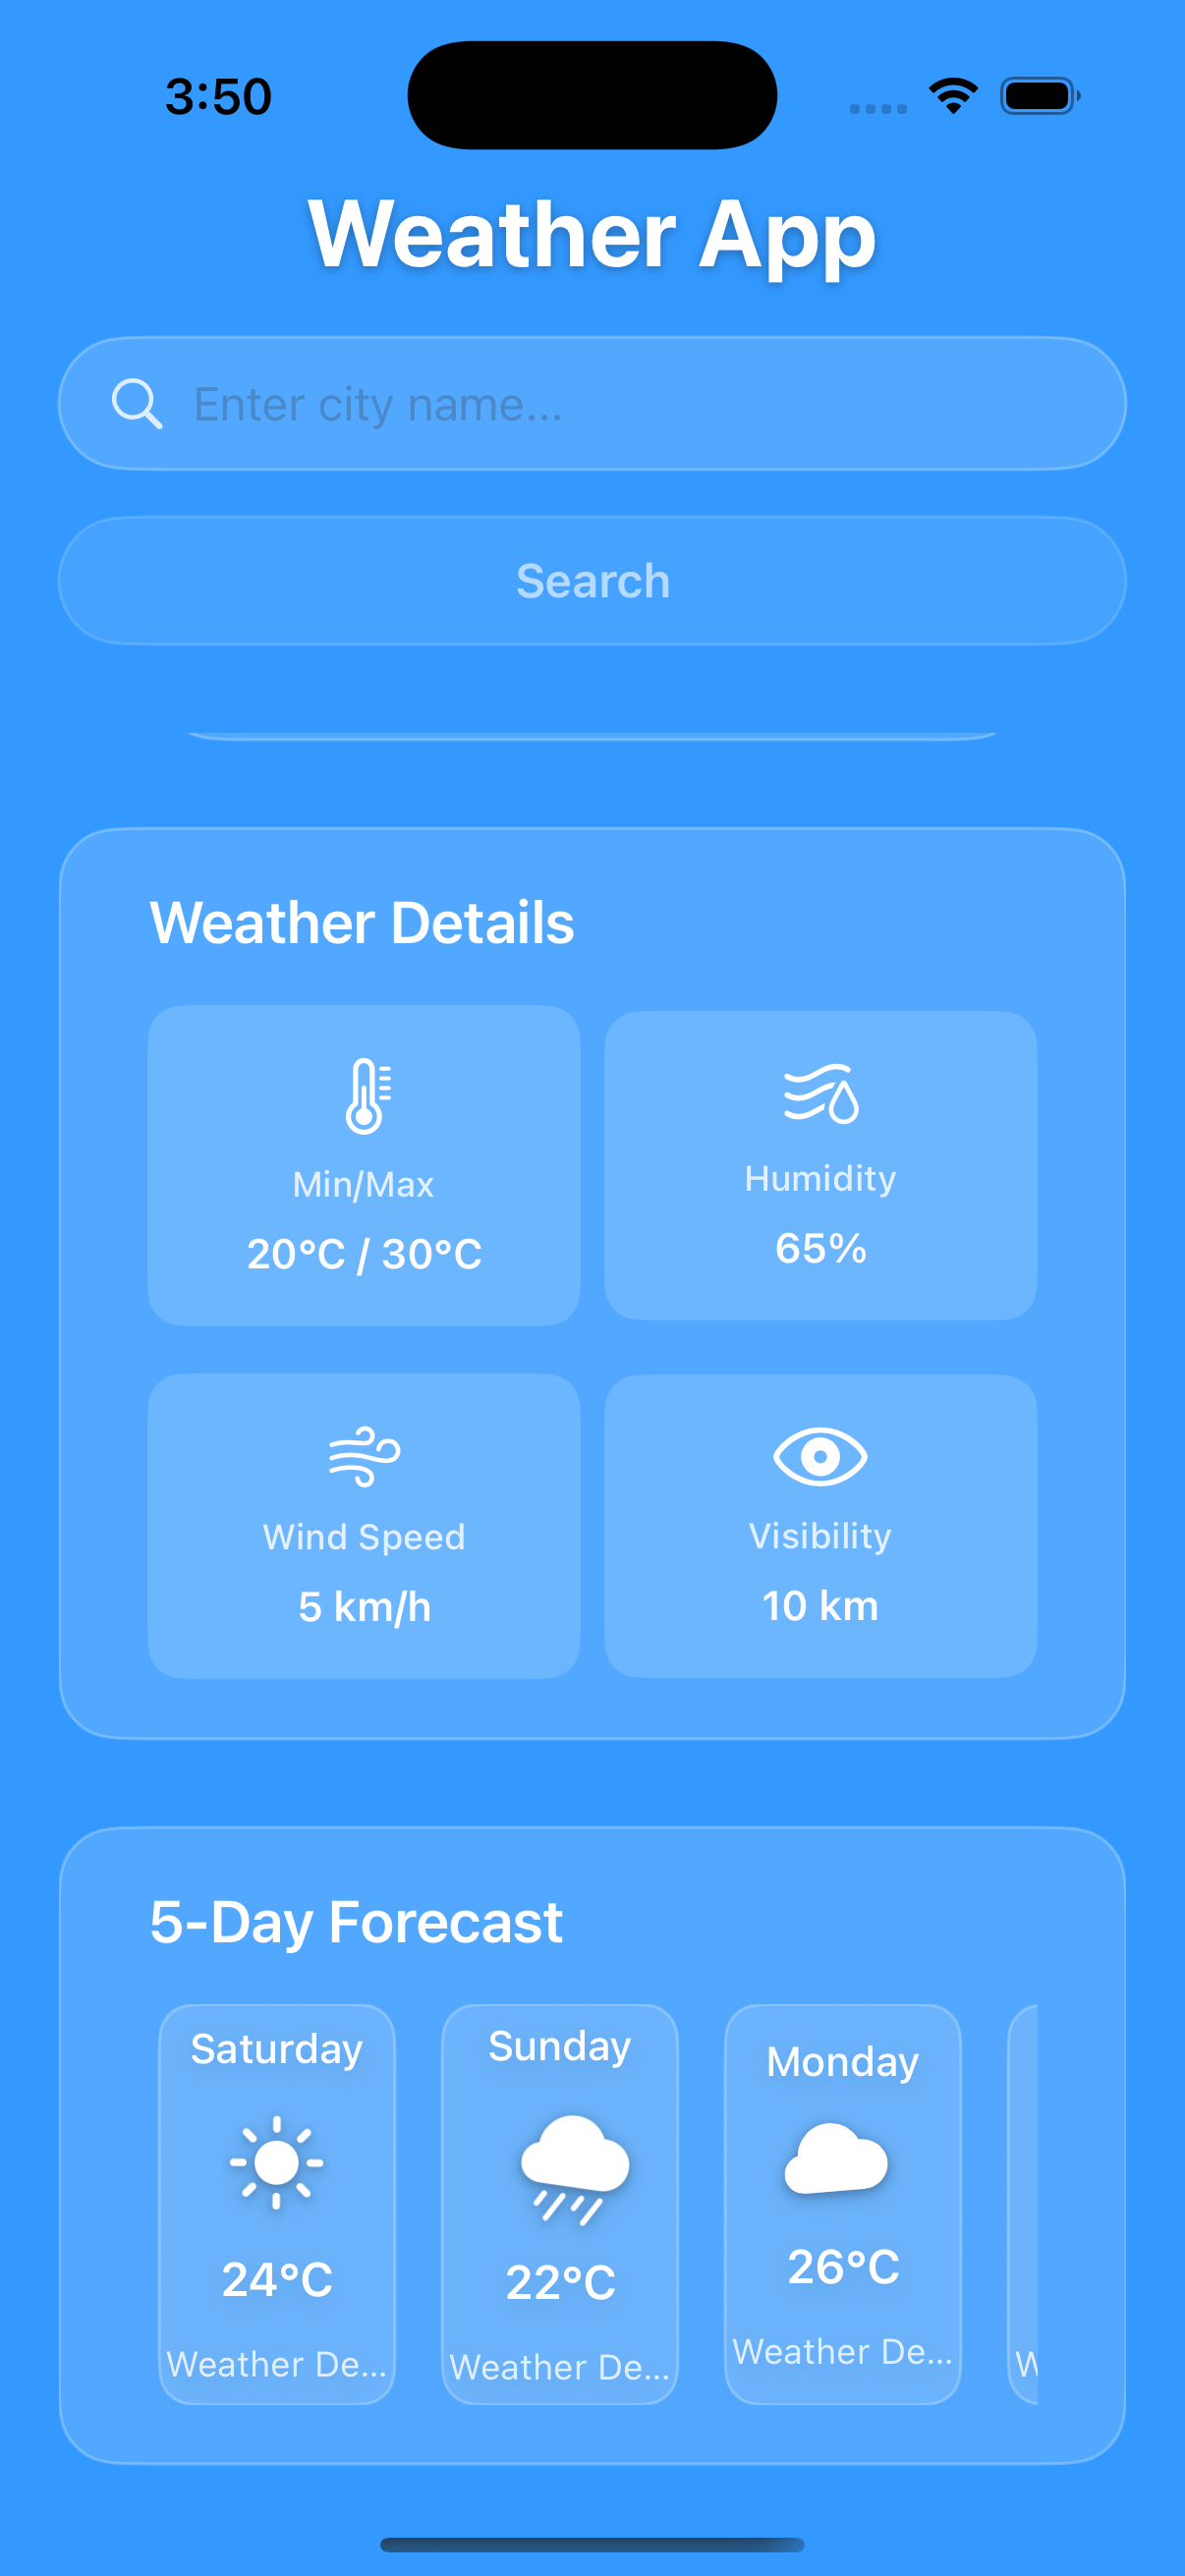 3:50
Weather App
Enter city name...
Search
Weather Details
Min/Max
20°C / 30°C
Humidity
65%
Wind Speed
5 km/h
Visibility
10 km
5-Day Forecast
Saturday
24°C
Weather De...
Sunday
22°C
Weather De...
Monday
26°C
Weather De...